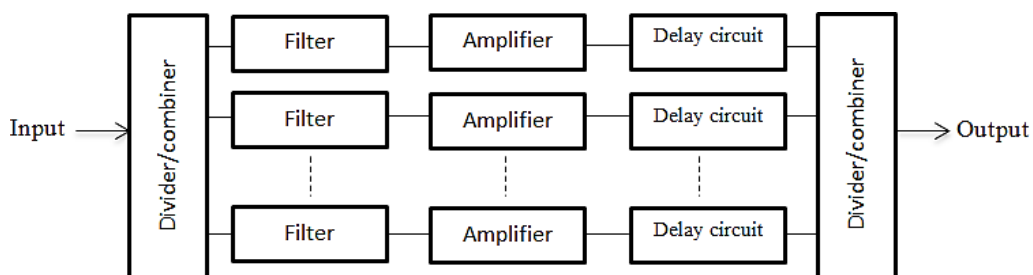 Input
Divider/combiner
Filter
Amplifier
Delay circuit
Filter
Amplifier
Delay circuit
Filter
Amplifier
Delay circuit
Divider/combiner
Output